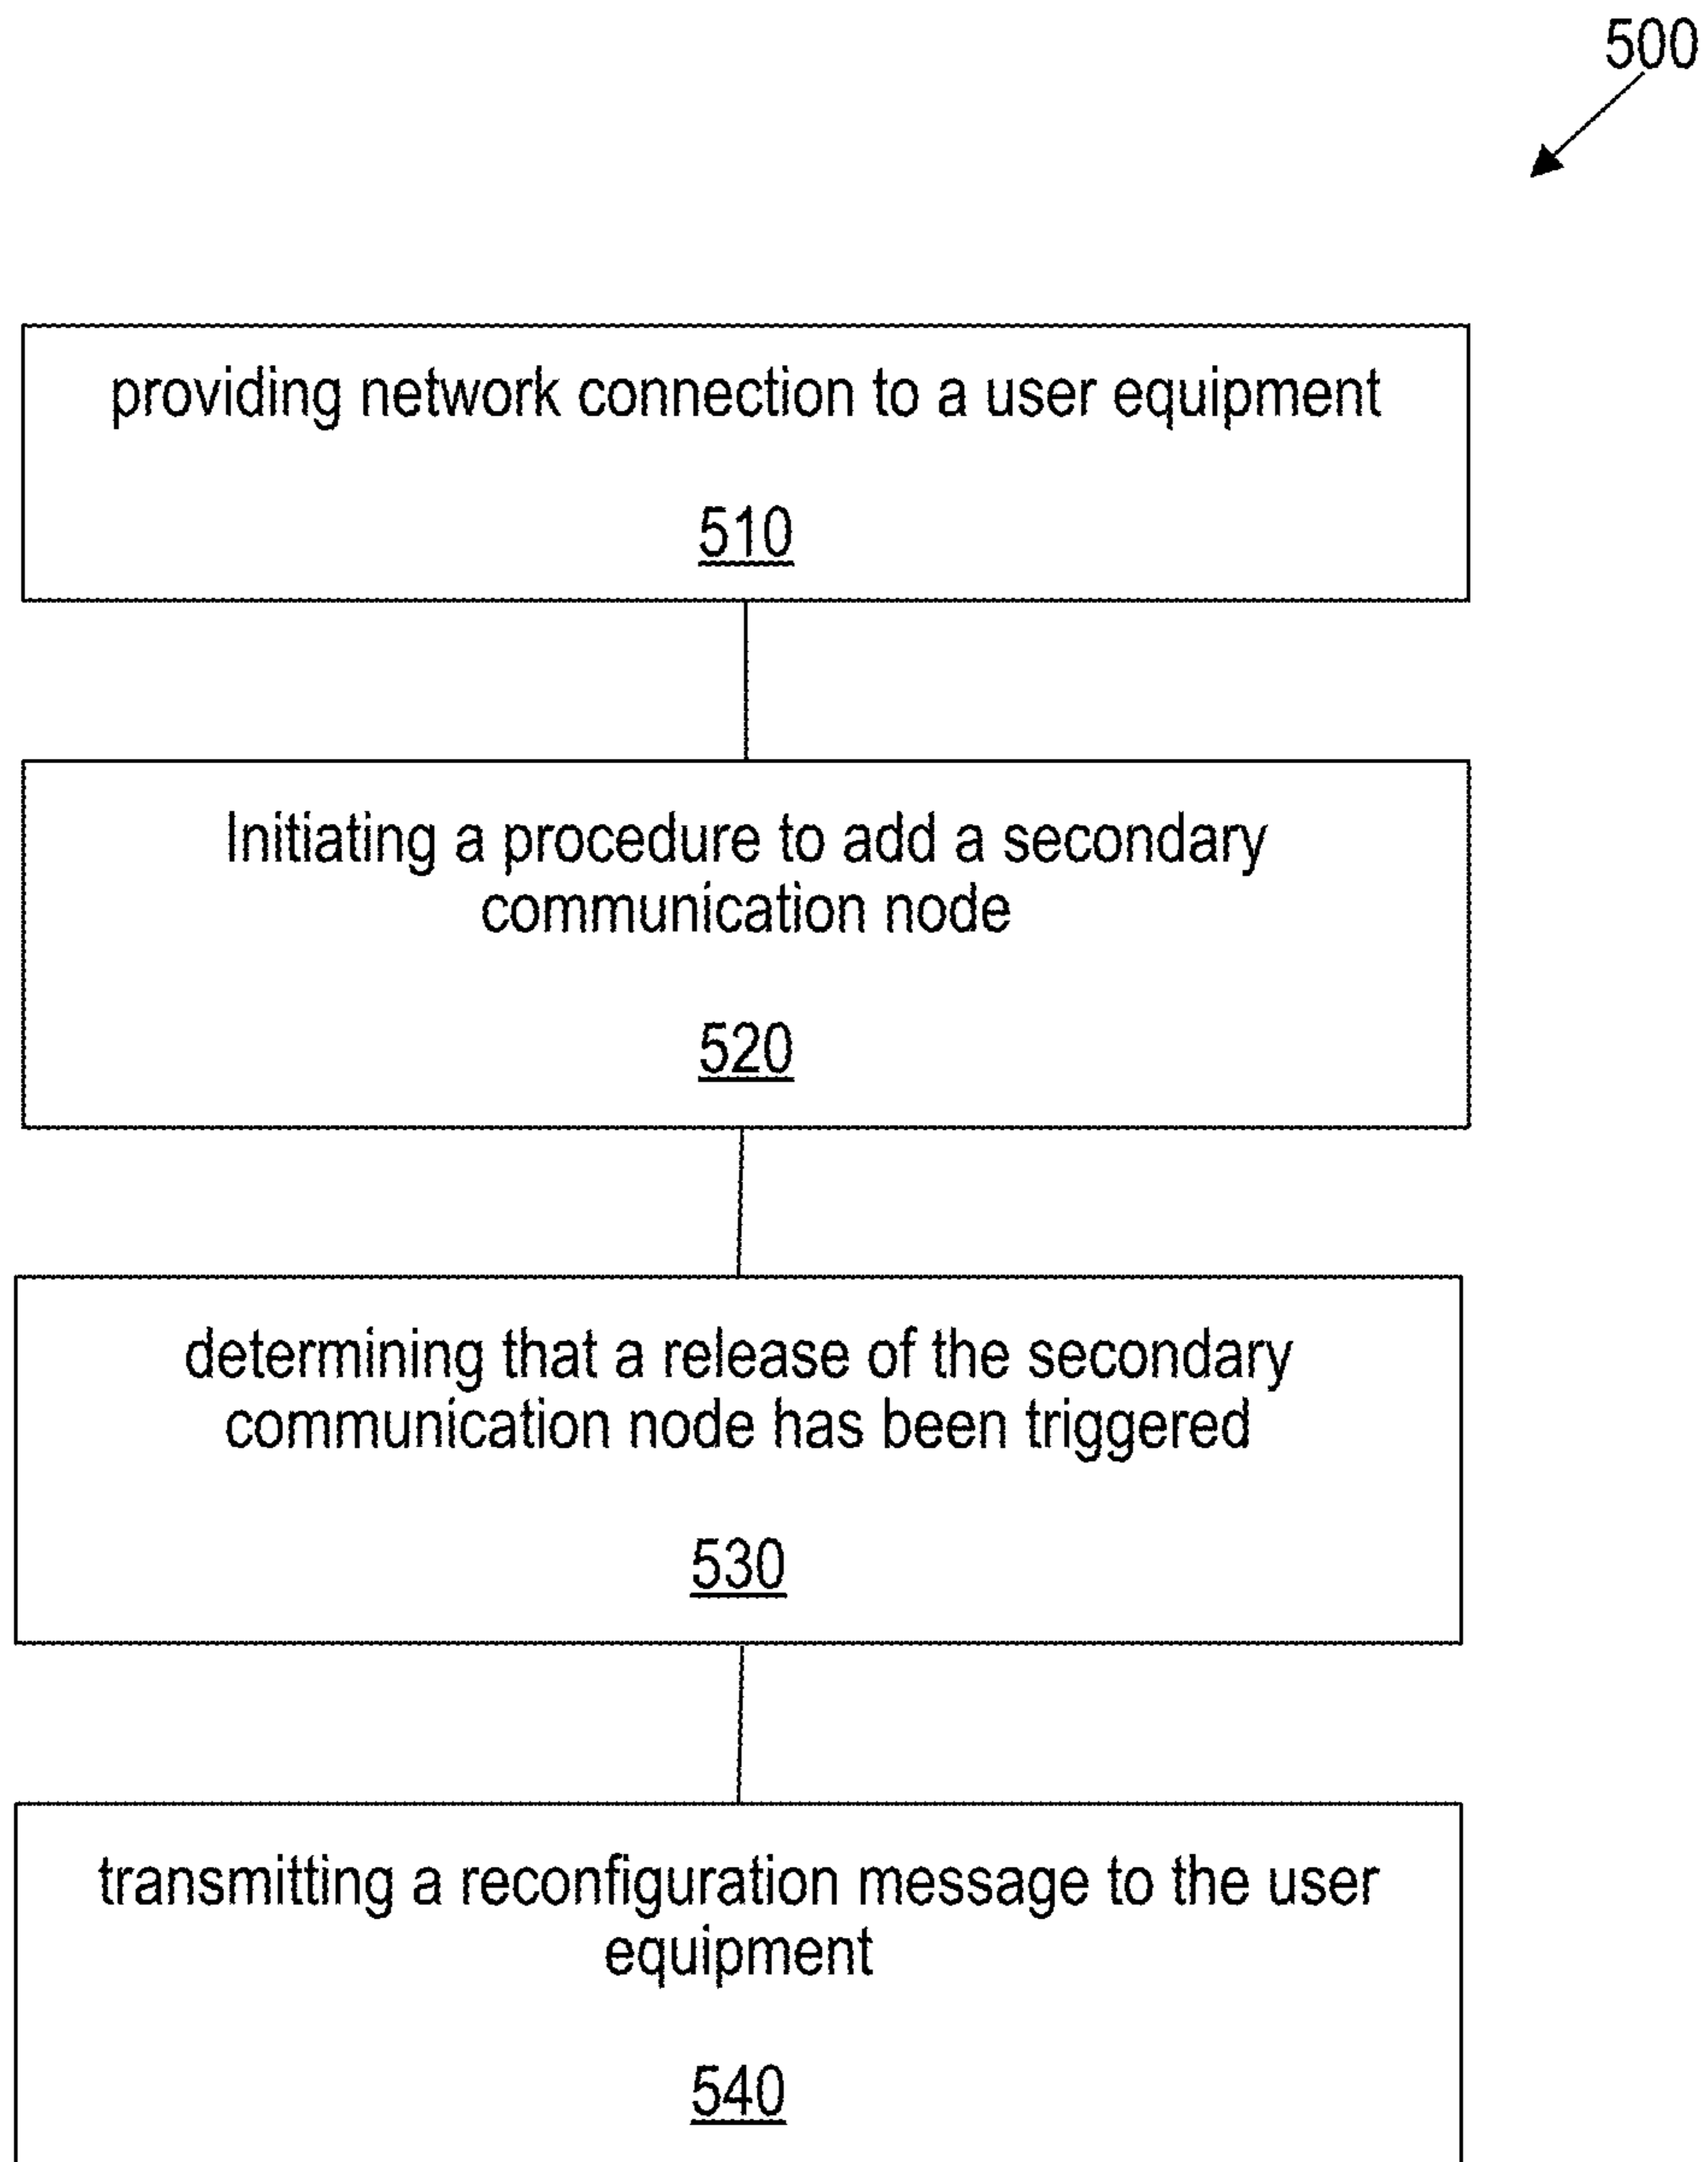 500
providing network connection to a user equipment
510
Initiating a procedure to add a secondary
communication node
520
determining that a release of the secondary
communication node has been triggered
530
transmitting a reconfiguration message to the user
equipment
540